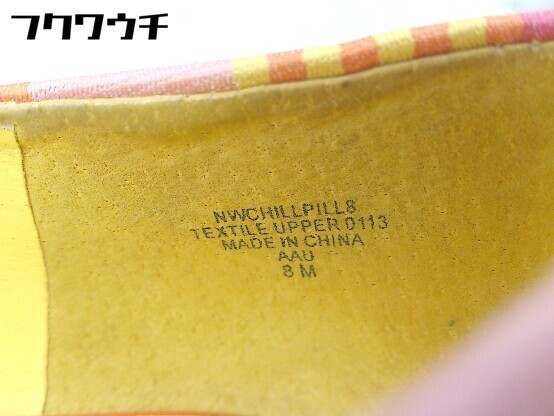 フクワウチ
NWCHILLPILL8
TEXTILE UPPER 0113
MADE IN CHINA
AAU
8 M